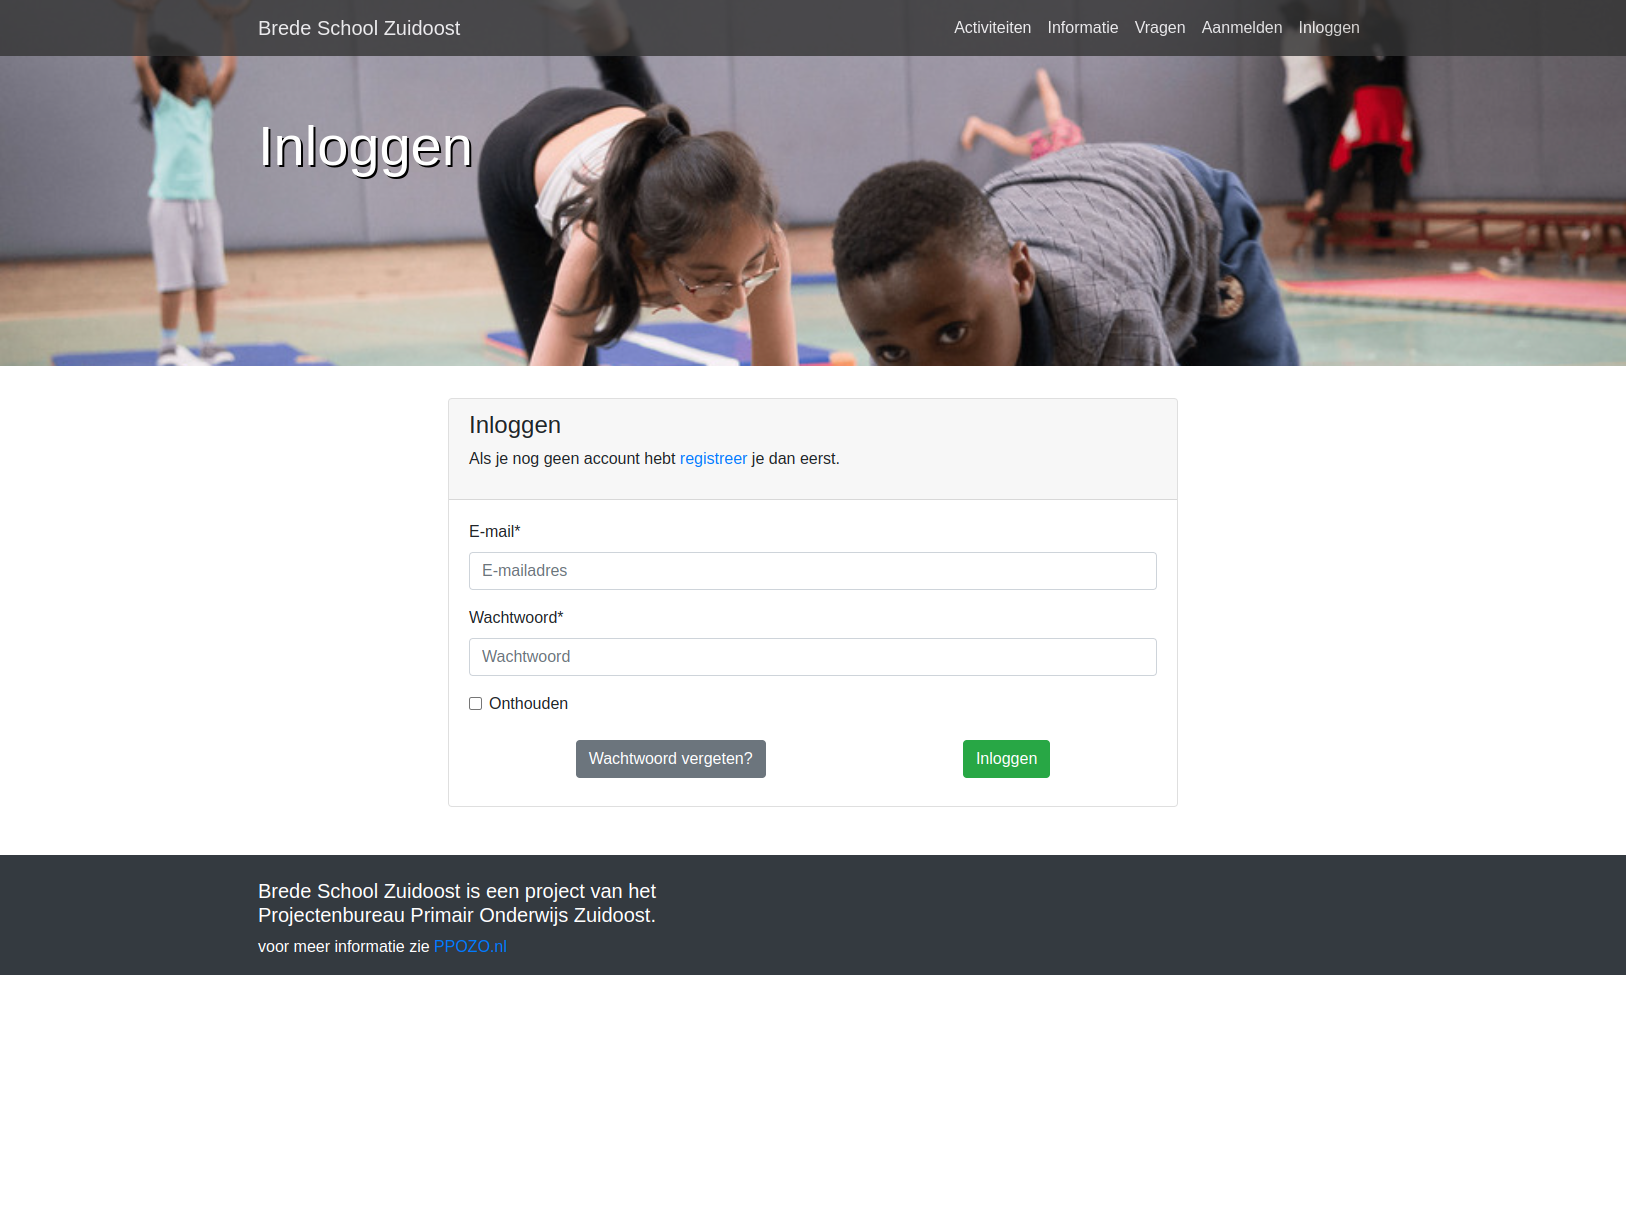 Brede School Zuidoost
Activiteiten Informatie Vragen Aanmelden Inloggen
Inloggen
Inloggen
Als je nog geen account hebt registreer je dan eerst.
E-mail*
E-mailadres
Wachtwoord*
Wachtwoord
Onthouden
Wachtwoord vergeten? Inloggen
Brede School Zuidoost is een project van het
Projectenbureau Primair Onderwijs Zuidoost.
voor meer informatie zie PPOZO.nl